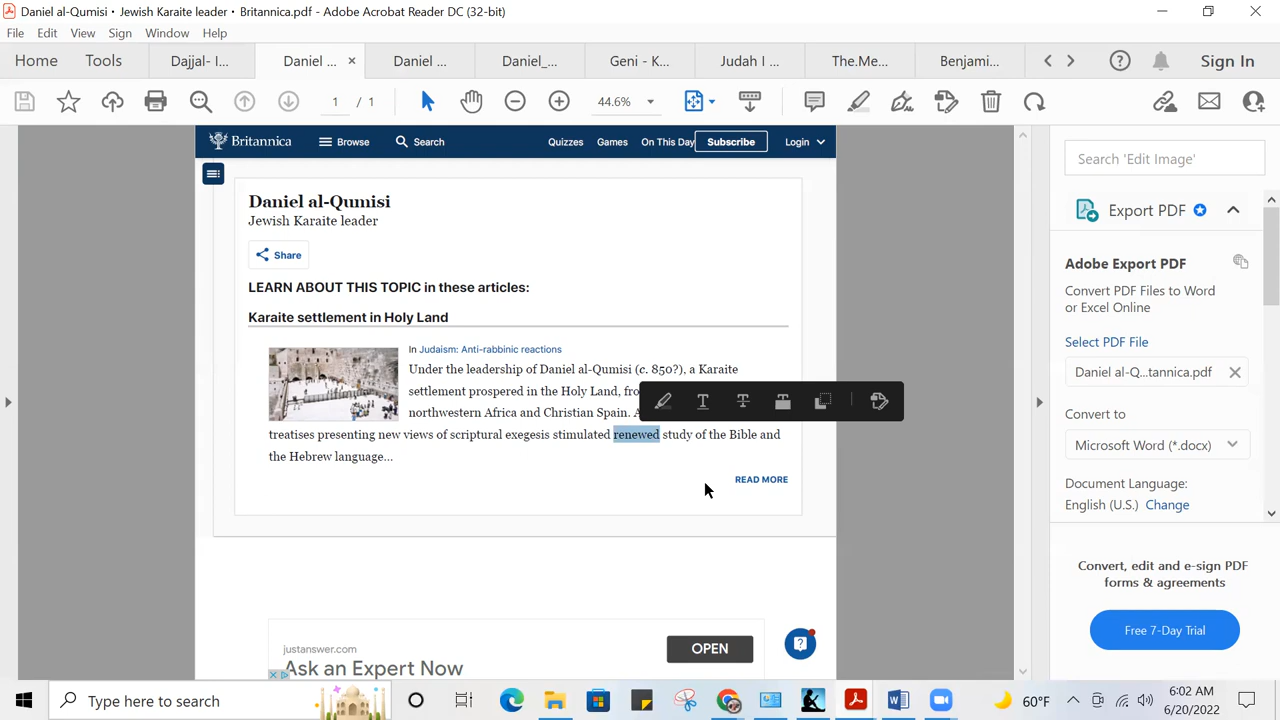 Daniel al-Qumisi • Jewish Karaite leader • Britannica.pdf - Adobe Acrobat Reader DC (32-bit)
File Edit View Sign Window Help
Home Tools Dajjal- I... Daniel ... Daniel ... Daniel_... Geni - K... Judah I ... The.Me... Benjami... Sign In
1 / 1 44.6%
Britannica Browse Search Quizzes Games On This Day Subscribe Login
Daniel al-Qumisi
Jewish Karaite leader
Share
LEARN ABOUT THIS TOPIC in these articles:
Karaite settlement in Holy Land
In Judaism: Anti-rabbinic reactions
Under the leadership of Daniel al-Qumisi (c. 850?), a Karaite
settlement prospered in the Holy Land,
northwestern Africa and Christian Spain.
treatises presenting new views of scriptural exegesis stimulated renewed study of the Bible and
the Hebrew language...
READ MORE
justanswer.com
Ask an Expert Now
OPEN
Search 'Edit Image'
Export PDF
Adobe Export PDF
Convert PDF Files to Word
or Excel Online
Select PDF File
Daniel al-Q...tannica.pdf
Convert to
Microsoft Word (*.docx)
Document Language:
English (U.S.) Change
Convert, edit and e-sign PDF
forms & agreements
Free 7-Day Trial
Type here to search
60°F
6:02 AM
6/20/2022